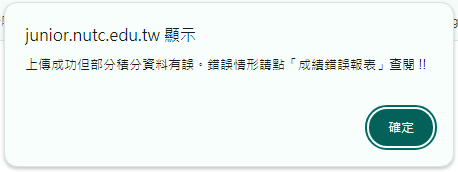 junior.nutc.edu.tw 顯示
上傳成功但部分積分資料有誤。錯誤情形請點「成績錯誤報表」查閱 !!
確定